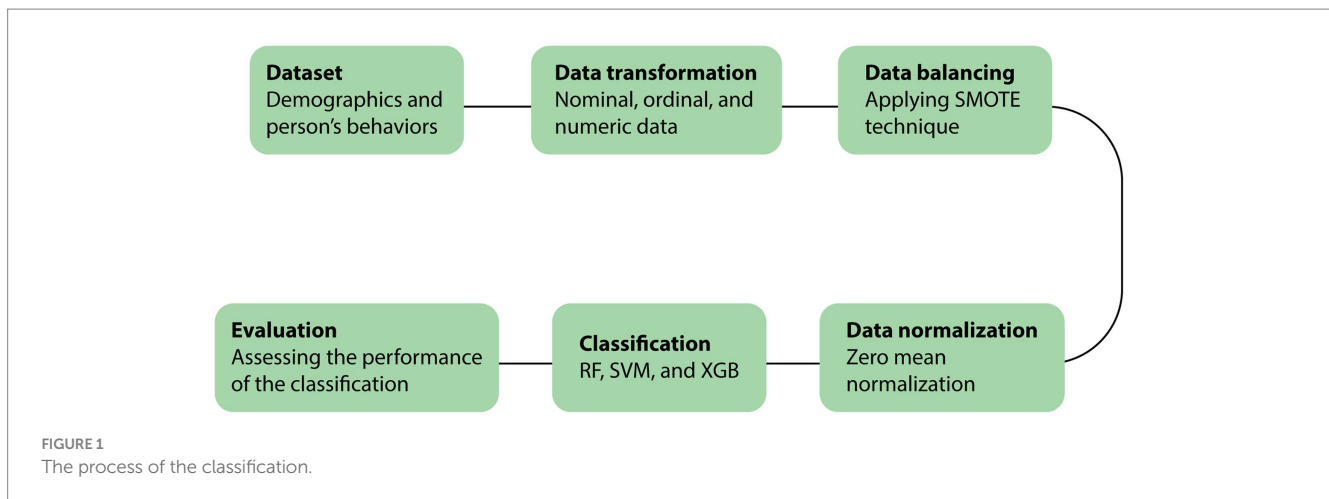 Dataset
Demographics and
person's behaviors
Data transformation
Nominal, ordinal, and
numeric data
Data balancing
Applying SMOTE
technique
Evaluation
Assessing the performance
of the classification
Classification
RF, SVM, and XGB
Data normalization
Zero mean
normalization
FIGURE 1
The process of the classification.